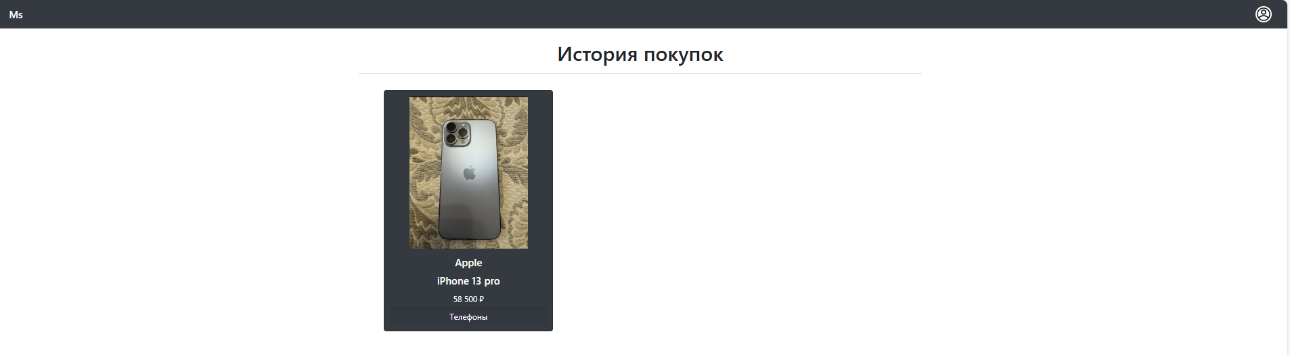 Ms
История покупок
Apple
iPhone 13 pro
58 500 ₽
Телефоны